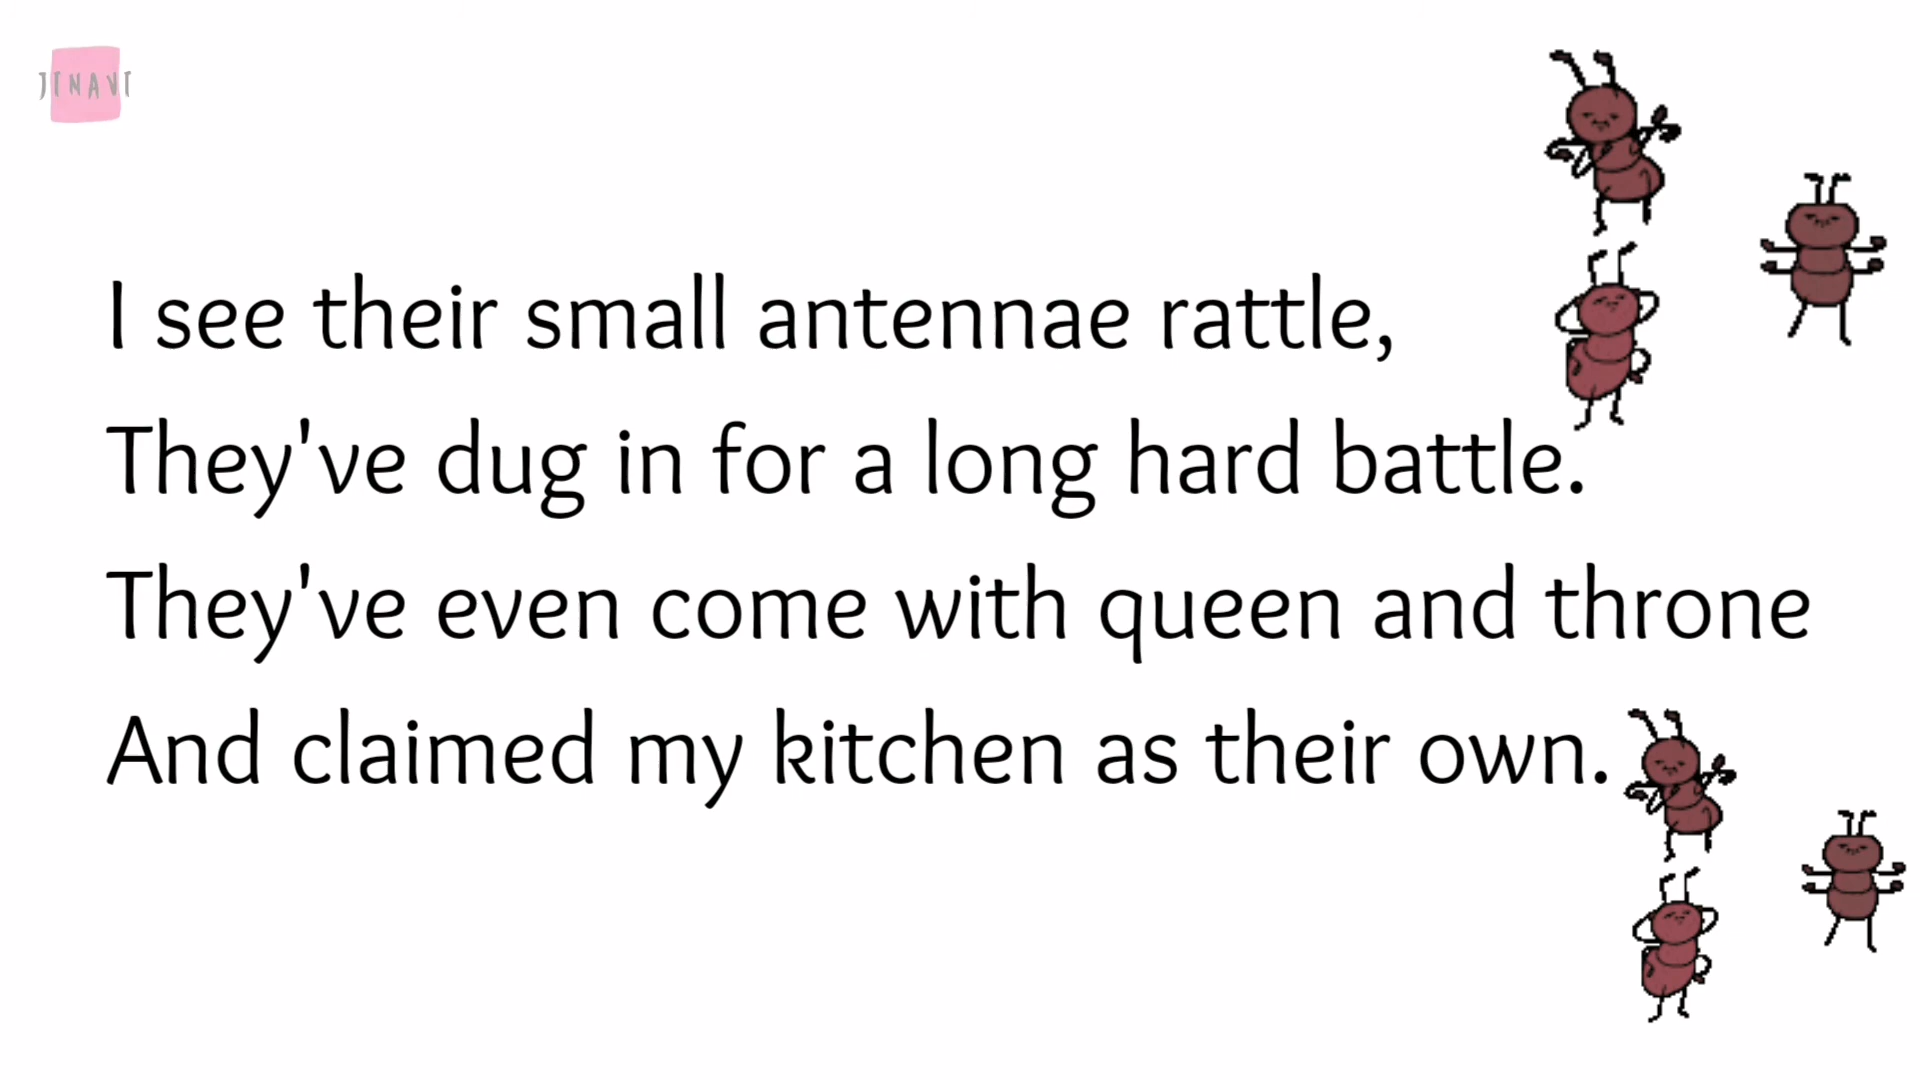 JENAVE
I see their small antennae rattle,
They've dug in for a long hard battle.
They've even come with queen and throne
And claimed my kitchen as their own.